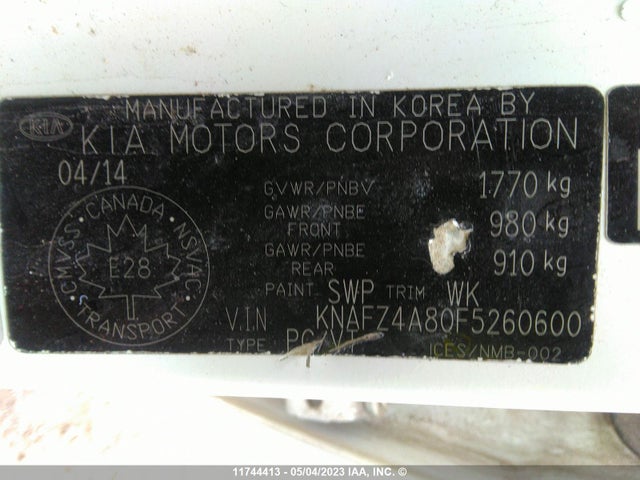 MANUFACTURED IN KOREA BY
KIA KIA MOTORS CORPORATION
04/14
GVWR/PNBV 1770 kg
GAWR/PNBE FRONT 980 kg
GAWR/PNBE REAR 910 kg
PAINT SWP TRIM WK
V.I.N KNAFZ4A80F5260600
TYPE ICES/NMB-002
CMVSS · CANADA · NSVAC · TRANSPORT
E28
11744413 - 05/04/2023 IAA, INC. ©